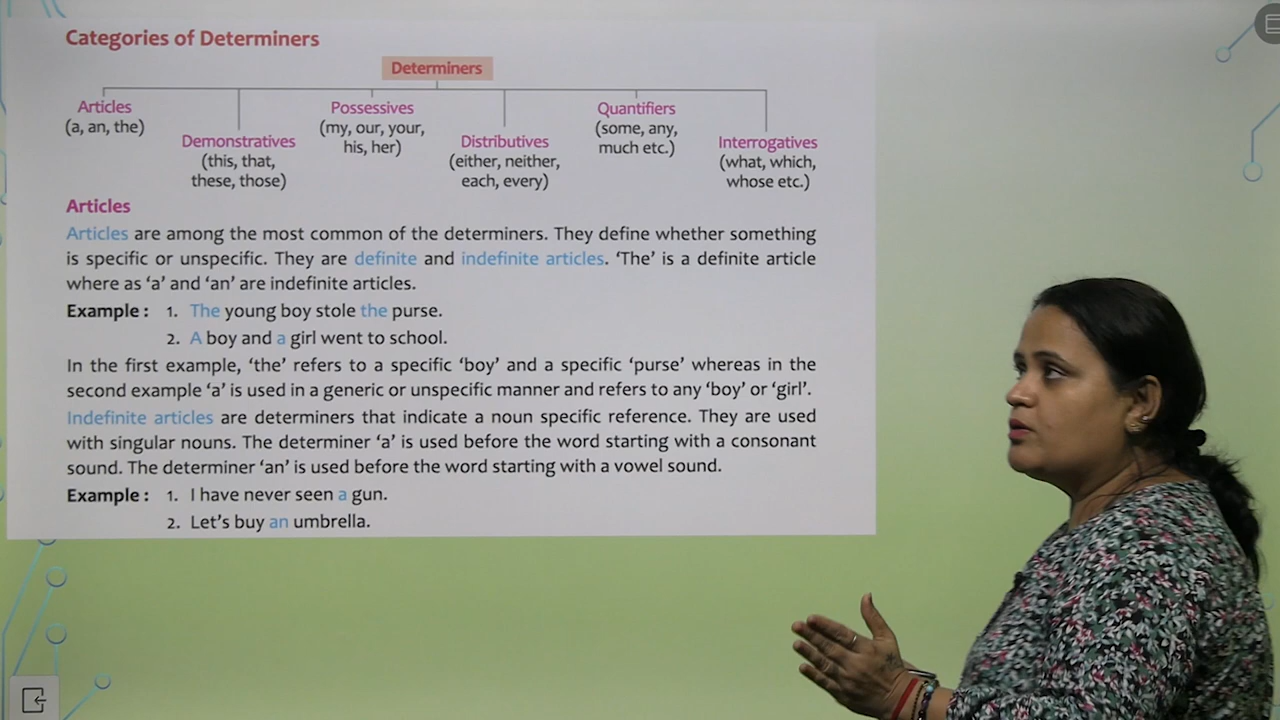 Categories of Determiners
Determiners
Articles
(a, an, the)
Demonstratives
(this, that,
these, those)
Possessives
(my, our, your,
his, her)
Distributives
(either, neither,
each, every)
Quantifiers
(some, any,
much etc.)
Interrogatives
(what, which,
whose etc.)
Articles
Articles are among the most common of the determiners. They define whether something
is specific or unspecific. They are definite and indefinite articles. ‘The’ is a definite article
where as ‘a’ and ‘an’ are indefinite articles.
Example : 1. The young boy stole the purse.
2. A boy and a girl went to school.
In the first example, ‘the’ refers to a specific ‘boy’ and a specific ‘purse’ whereas in the
second example ‘a’ is used in a generic or unspecific manner and refers to any ‘boy’ or ‘girl’.
Indefinite articles are determiners that indicate a noun specific reference. They are used
with singular nouns. The determiner ‘a’ is used before the word starting with a consonant
sound. The determiner ‘an’ is used before the word starting with a vowel sound.
Example : 1. I have never seen a gun.
2. Let’s buy an umbrella.